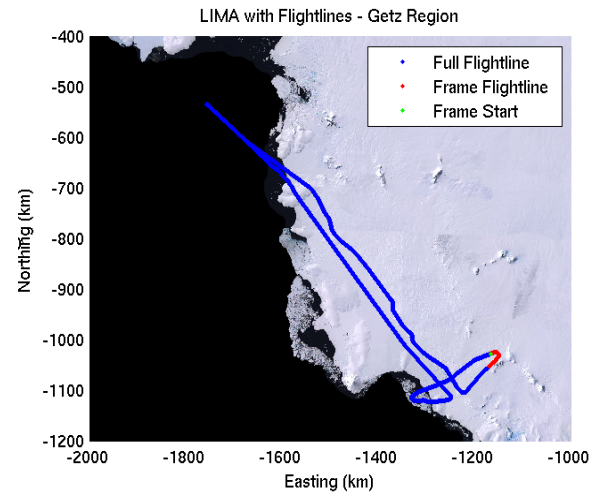 LIMA with Flightlines - Getz Region
Full Flightline
Frame Flightline
Frame Start
-400
-500
-600
-700
-800
-900
-1000
-1100
-1200
Northing (km)
-2000 -1800 -1600 -1400 -1200 -1000
Easting (km)